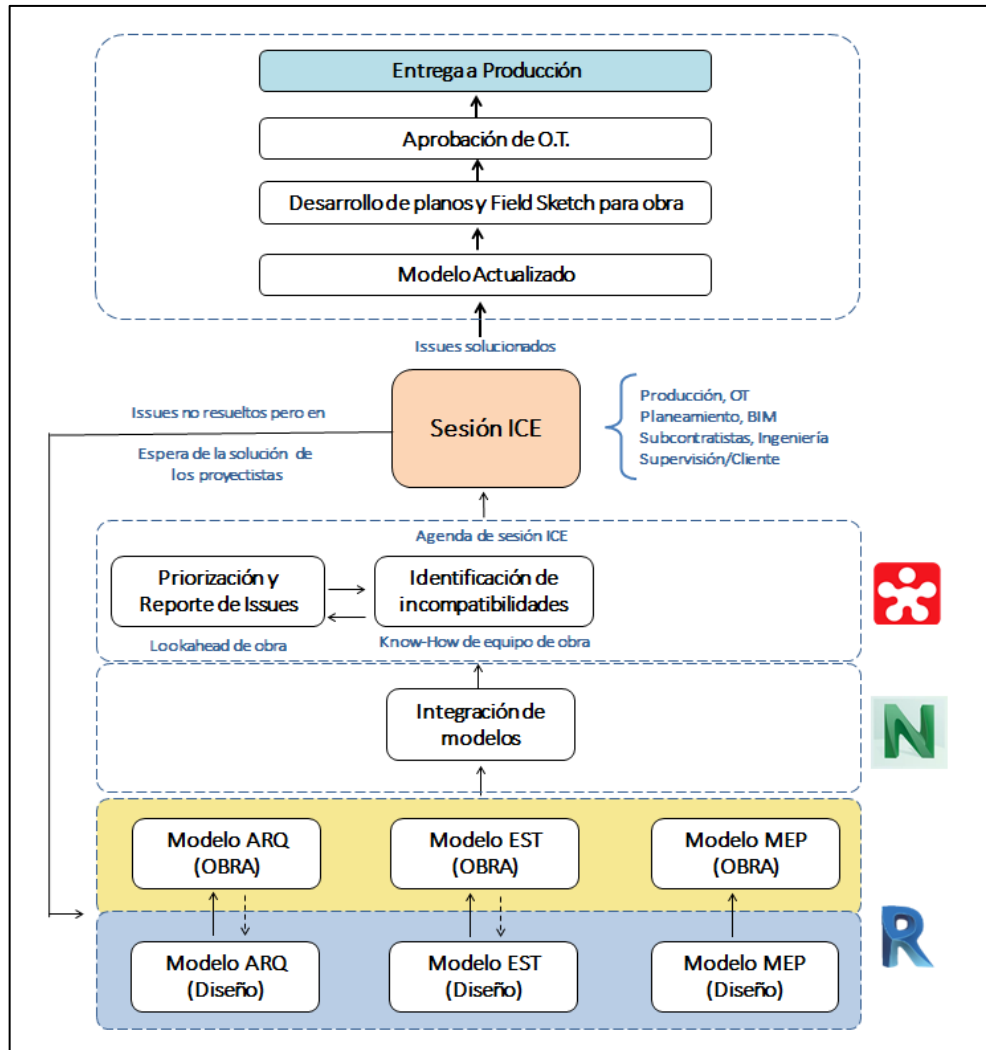 Entrega a Producción
Aprobación de O.T.
Desarrollo de planos y Field Sketch para obra
Modelo Actualizado
Issues solucionados
Issues no resueltos pero en
Espera de la solución de
los proyectistas
Sesión ICE
Producción, OT
Planeamiento, BIM
Subcontratistas, Ingeniería
Supervisión/Cliente
Agenda de sesión ICE
Priorización y
Reporte de Issues
Identificación de
incompatibilidades
Lookahead de obra
Know-How de equipo de obra
Integración de
modelos
N
Modelo ARQ
(OBRA)
Modelo EST
(OBRA)
Modelo MEP
(OBRA)
R
Modelo ARQ
(Diseño)
Modelo EST
(Diseño)
Modelo MEP
(Diseño)